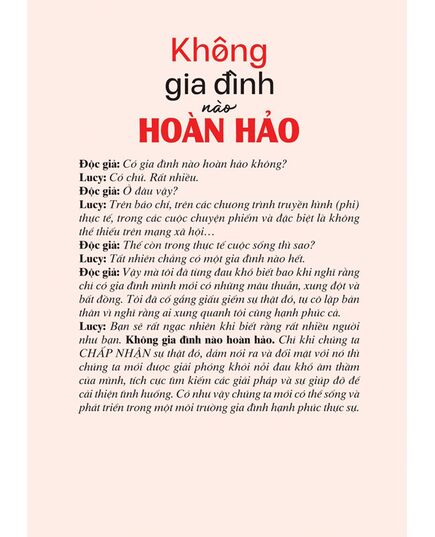 Không
gia đình
nào
HOÀN HẢO
Độc giả: Có gia đình nào hoàn hảo không?
Lucy: Có chứ. Rất nhiều.
Độc giả: Ở đâu vậy?
Lucy: Trên báo chí, trên các chương trình truyền hình (phi)
thực tế, trong các cuộc chuyện phiếm và đặc biệt là không
thể thiếu trên mạng xã hội…
Độc giả: Thế còn trong thực tế cuộc sống thì sao?
Lucy: Tất nhiên chẳng có một gia đình nào hết.
Độc giả: Vậy mà tôi đã từng đau khổ biết bao khi nghĩ rằng
chỉ có gia đình mình mới có những mâu thuẫn, xung đột và
bất đồng. Tôi đã cố gắng giấu giếm sự thật đó, tự cô lập bản
thân vì nghĩ rằng ai xung quanh tôi cũng hạnh phúc cả.
Lucy: Bạn sẽ rất ngạc nhiên khi biết rằng rất nhiều người
như bạn. Không gia đình nào hoàn hảo. Chỉ khi chúng ta
CHẤP NHẬN sự thật đó, dám nói ra và đối mặt với nó thì
chúng ta mới được giải phóng khỏi nỗi đau khổ âm thầm
của mình, tích cực tìm kiếm các giải pháp và sự giúp đỡ để
cải thiện tình huống. Có như vậy chúng ta mới có thể sống và
phát triển trong một môi trường gia đình hạnh phúc thực sự.